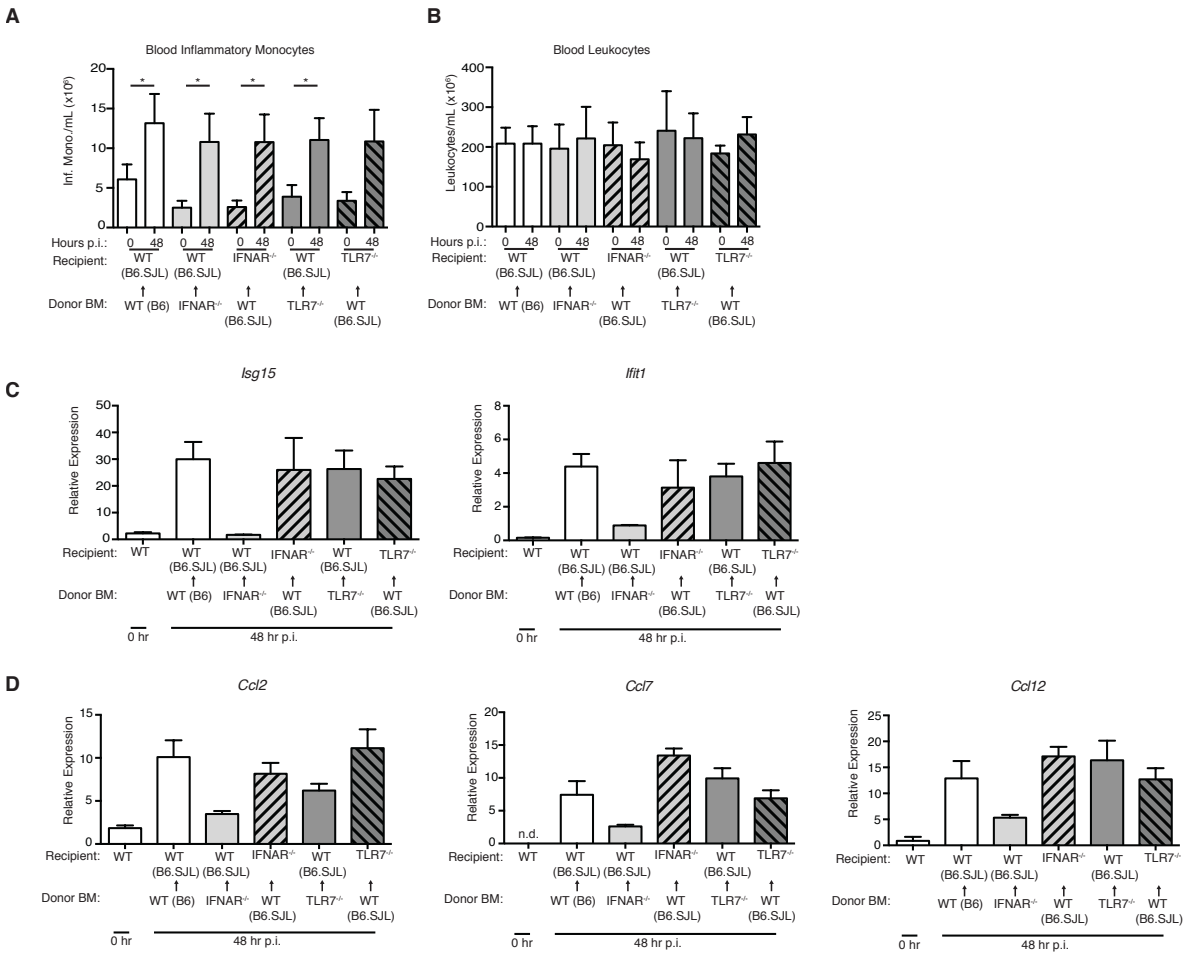 A
Blood Inflammatory Monocytes
Inf. Mono./mL (x10⁶)
20
15
10
5
0
* * * *
Hours p.i.: 0 48 0 48 0 48 0 48 0 48
Recipient: WT WT IFNAR⁻/⁻ WT TLR7⁻/⁻
(B6.SJL) (B6.SJL) (B6.SJL)
Donor BM: WT (B6) IFNAR⁻/⁻ WT TLR7⁻/⁻ WT
(B6.SJL) (B6.SJL)
B
Blood Leukocytes
Leukocytes/mL (x10⁶)
400
300
200
100
0
Hours p.i.: 0 48 0 48 0 48 0 48 0 48
Recipient: WT WT IFNAR⁻/⁻ WT TLR7⁻/⁻
(B6.SJL) (B6.SJL) (B6.SJL)
Donor BM: WT (B6) IFNAR⁻/⁻ WT TLR7⁻/⁻ WT
(B6.SJL) (B6.SJL)
C
Isg15
Relative Expression
50
40
30
20
10
0
Recipient: WT WT WT IFNAR⁻/⁻ WT TLR7⁻/⁻
(B6.SJL) (B6.SJL) (B6.SJL)
Donor BM: WT (B6) IFNAR⁻/⁻ WT TLR7⁻/⁻ WT
(B6.SJL) (B6.SJL)
0 hr 48 hr p.i.
Ifit1
Relative Expression
8
6
4
2
0
Recipient: WT WT WT IFNAR⁻/⁻ WT TLR7⁻/⁻
(B6.SJL) (B6.SJL) (B6.SJL)
Donor BM: WT (B6) IFNAR⁻/⁻ WT TLR7⁻/⁻ WT
(B6.SJL) (B6.SJL)
0 hr 48 hr p.i.
D
Ccl2
Relative Expression
15
10
5
0
Recipient: WT WT WT IFNAR⁻/⁻ WT TLR7⁻/⁻
(B6.SJL) (B6.SJL) (B6.SJL)
Donor BM: WT (B6) IFNAR⁻/⁻ WT TLR7⁻/⁻ WT
(B6.SJL) (B6.SJL)
0 hr 48 hr p.i.
Ccl7
Relative Expression
20
15
10
5
0
n.d.
Recipient: WT WT WT IFNAR⁻/⁻ WT TLR7⁻/⁻
(B6.SJL) (B6.SJL) (B6.SJL)
Donor BM: WT (B6) IFNAR⁻/⁻ WT TLR7⁻/⁻ WT
(B6.SJL) (B6.SJL)
0 hr 48 hr p.i.
Ccl12
Relative Expression
25
20
15
10
5
0
Recipient: WT WT WT IFNAR⁻/⁻ WT TLR7⁻/⁻
(B6.SJL) (B6.SJL) (B6.SJL)
Donor BM: WT (B6) IFNAR⁻/⁻ WT TLR7⁻/⁻ WT
(B6.SJL) (B6.SJL)
0 hr 48 hr p.i.